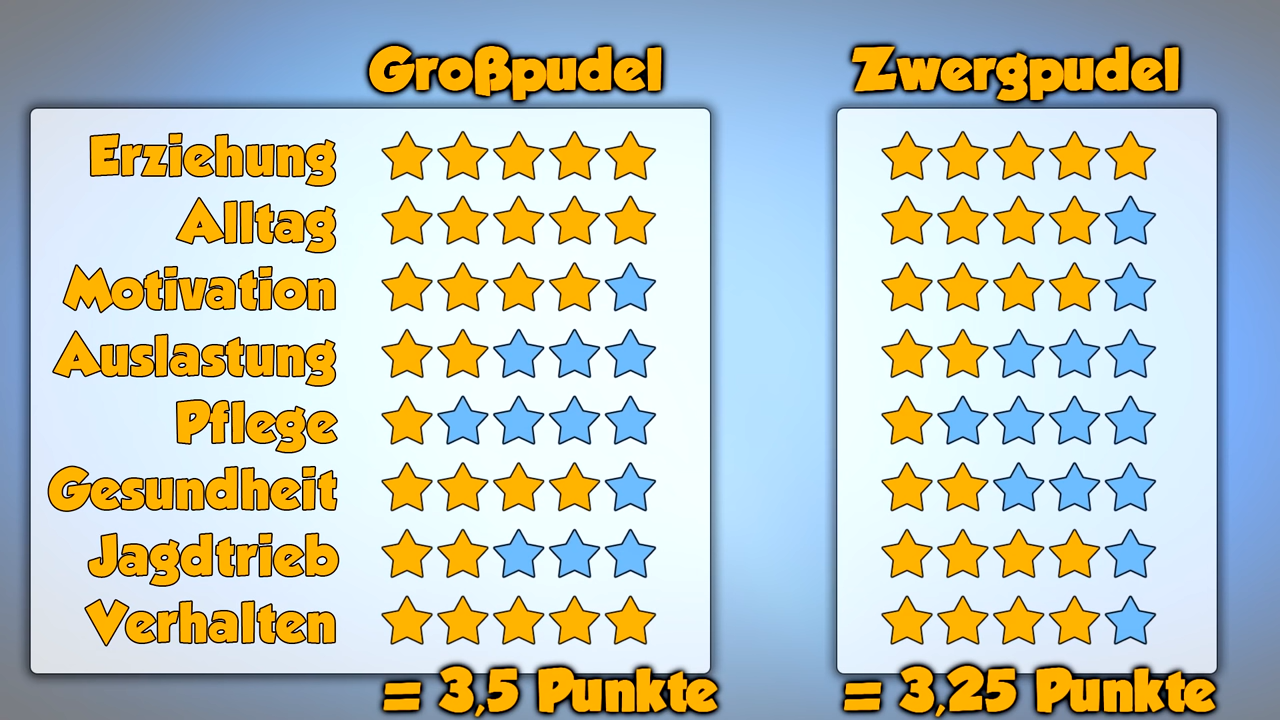 Großpudel Zwergpudel
Erziehung
Alltag
Motivation
Auslastung
Pflege
Gesundheit
Jagdtrieb
Verhalten
= 3,5 Punkte = 3,25 Punkte